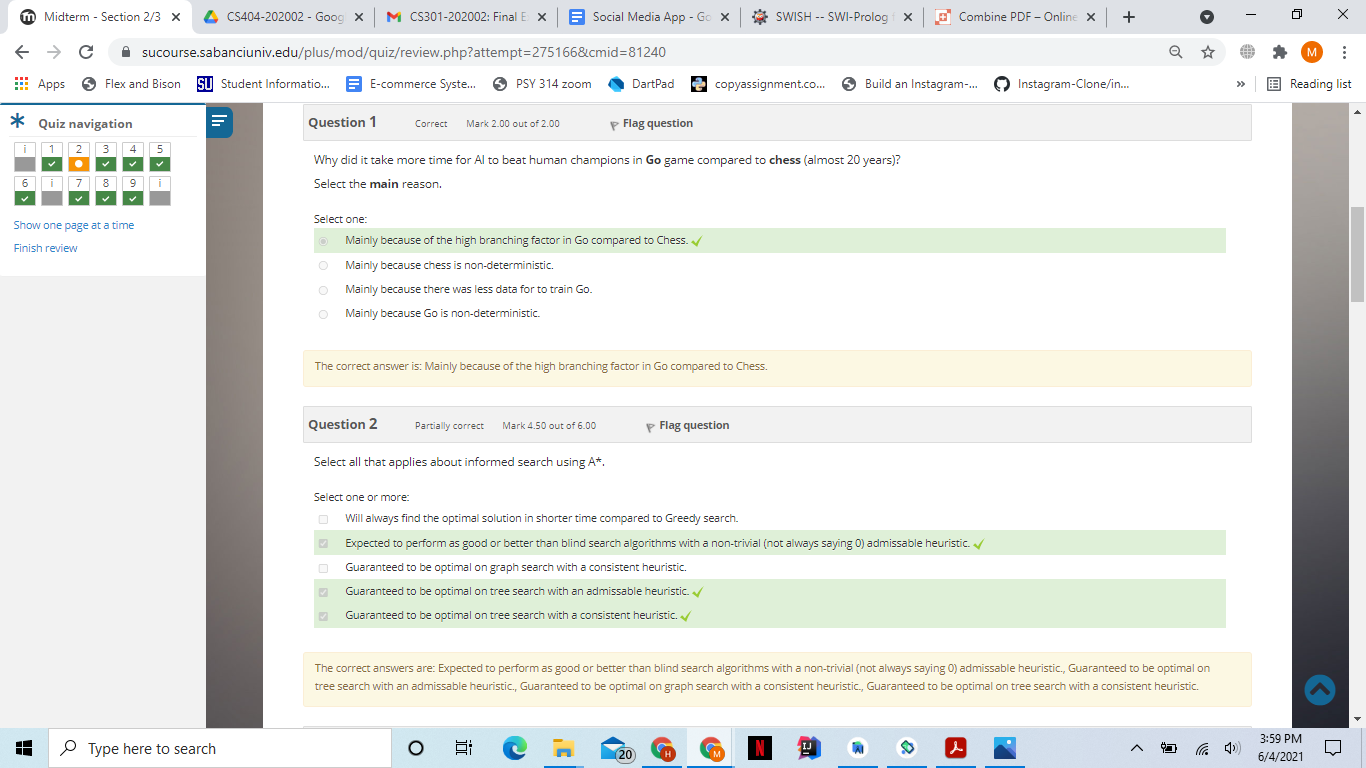 Midterm - Section 2/3
CS404-202002 - Goog
CS301-202002: Final E
Social Media App - Go
SWISH -- SWI-Prolog f
Combine PDF – Online
sucourse.sabanciuniv.edu/plus/mod/quiz/review.php?attempt=275166&cmid=81240
M
Apps
Flex and Bison
SU
Student Informatio...
E-commerce Syste...
PSY 314 zoom
DartPad
copyassignment.co...
Build an Instagram-...
Instagram-Clone/in...
»
Reading list
Quiz navigation
i 1 2 3 4 5
6 i 7 8 9 i
Show one page at a time
Finish review
Question 1 Correct Mark 2.00 out of 2.00 Flag question
Why did it take more time for AI to beat human champions in Go game compared to chess (almost 20 years)?
Select the main reason.
Select one:
Mainly because of the high branching factor in Go compared to Chess.
Mainly because chess is non-deterministic.
Mainly because there was less data for to train Go.
Mainly because Go is non-deterministic.
The correct answer is: Mainly because of the high branching factor in Go compared to Chess.
Question 2 Partially correct Mark 4.50 out of 6.00 Flag question
Select all that applies about informed search using A*.
Select one or more:
Will always find the optimal solution in shorter time compared to Greedy search.
Expected to perform as good or better than blind search algorithms with a non-trivial (not always saying 0) admissable heuristic.
Guaranteed to be optimal on graph search with a consistent heuristic.
Guaranteed to be optimal on tree search with an admissable heuristic.
Guaranteed to be optimal on tree search with a consistent heuristic.
The correct answers are: Expected to perform as good or better than blind search algorithms with a non-trivial (not always saying 0) admissable heuristic., Guaranteed to be optimal on
tree search with an admissable heuristic., Guaranteed to be optimal on graph search with a consistent heuristic., Guaranteed to be optimal on tree search with a consistent heuristic.
Type here to search
20
H
M
N
IJ
3:59 PM
6/4/2021